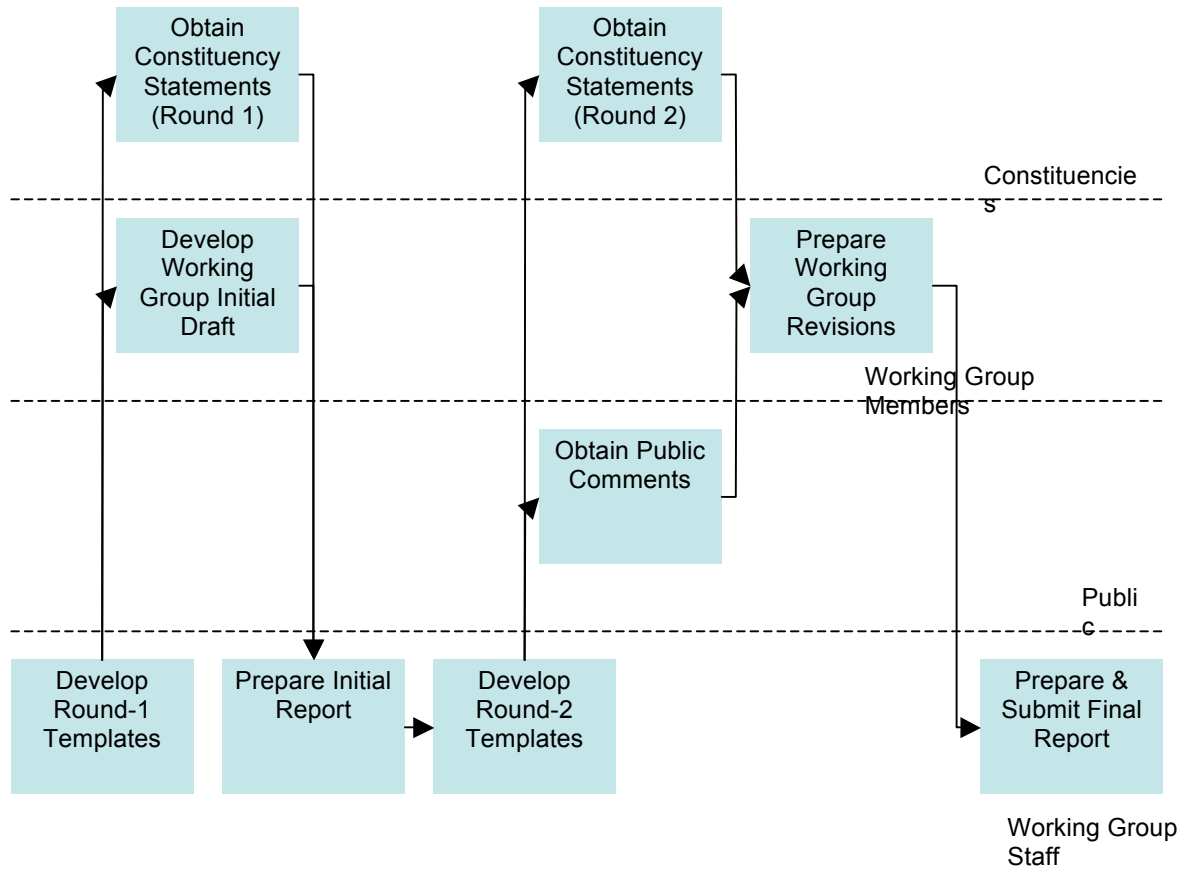 Obtain
Constituency
Statements
(Round 1)
Obtain
Constituency
Statements
(Round 2)
Constituencie
s
Develop
Working
Group Initial
Draft
Prepare
Working
Group
Revisions
Working Group
Members
Obtain Public
Comments
Publi
c
Develop
Round-1
Templates
Prepare Initial
Report
Develop
Round-2
Templates
Prepare &
Submit Final
Report
Working Group
Staff